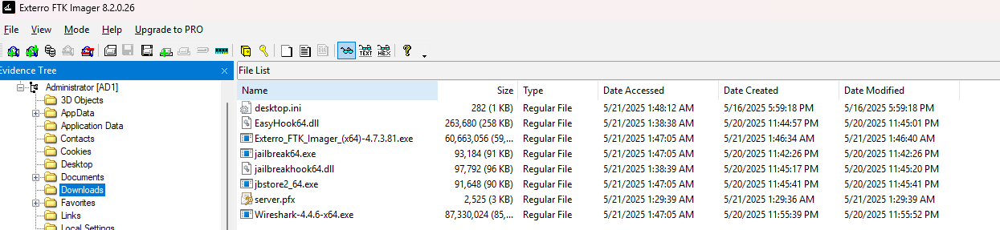 Exterro FTK Imager 8.2.0.26
File View Mode Help Upgrade to PRO
TEXT HEX
Evidence Tree
Administrator [AD1]
3D Objects
AppData
Application Data
Contacts
Cookies
Desktop
Documents
Downloads
Favorites
Links
Local Settings
File List
Name Size Type Date Accessed Date Created Date Modified
desktop.ini 282 (1 KB) Regular File 5/21/2025 1:48:12 AM 5/16/2025 5:59:18 PM 5/16/2025 5:59:18 PM
EasyHook64.dll 263,680 (258 KB) Regular File 5/21/2025 1:38:38 AM 5/20/2025 11:44:57 PM 5/20/2025 11:45:01 PM
Exterro_FTK_Imager_(x64)-4.7.3.81.exe 60,663,056 (59,... Regular File 5/21/2025 1:47:05 AM 5/21/2025 1:46:34 AM 5/21/2025 1:46:40 AM
jailbreak64.exe 93,184 (91 KB) Regular File 5/21/2025 1:47:05 AM 5/20/2025 11:42:26 PM 5/20/2025 11:42:26 PM
jailbreakhook64.dll 97,792 (96 KB) Regular File 5/21/2025 1:38:39 AM 5/20/2025 11:45:17 PM 5/20/2025 11:45:20 PM
jbstore2_64.exe 91,648 (90 KB) Regular File 5/21/2025 1:47:05 AM 5/20/2025 11:45:41 PM 5/20/2025 11:45:41 PM
server.pfx 2,525 (3 KB) Regular File 5/21/2025 1:29:39 AM 5/21/2025 1:29:36 AM 5/21/2025 1:29:39 AM
Wireshark-4.4.6-x64.exe 87,330,024 (85,... Regular File 5/21/2025 1:47:05 AM 5/20/2025 11:55:39 PM 5/20/2025 11:55:52 PM